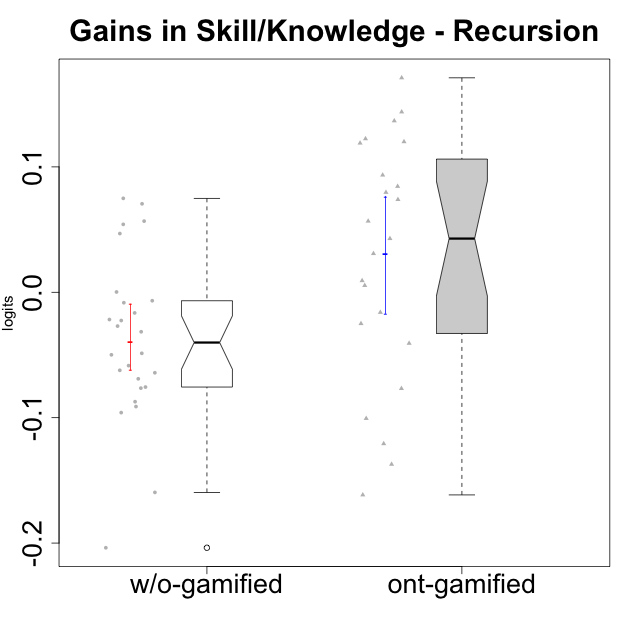 Gains in Skill/Knowledge - Recursion
logits
0.1
0.0
-0.1
-0.2
w/o-gamified
ont-gamified